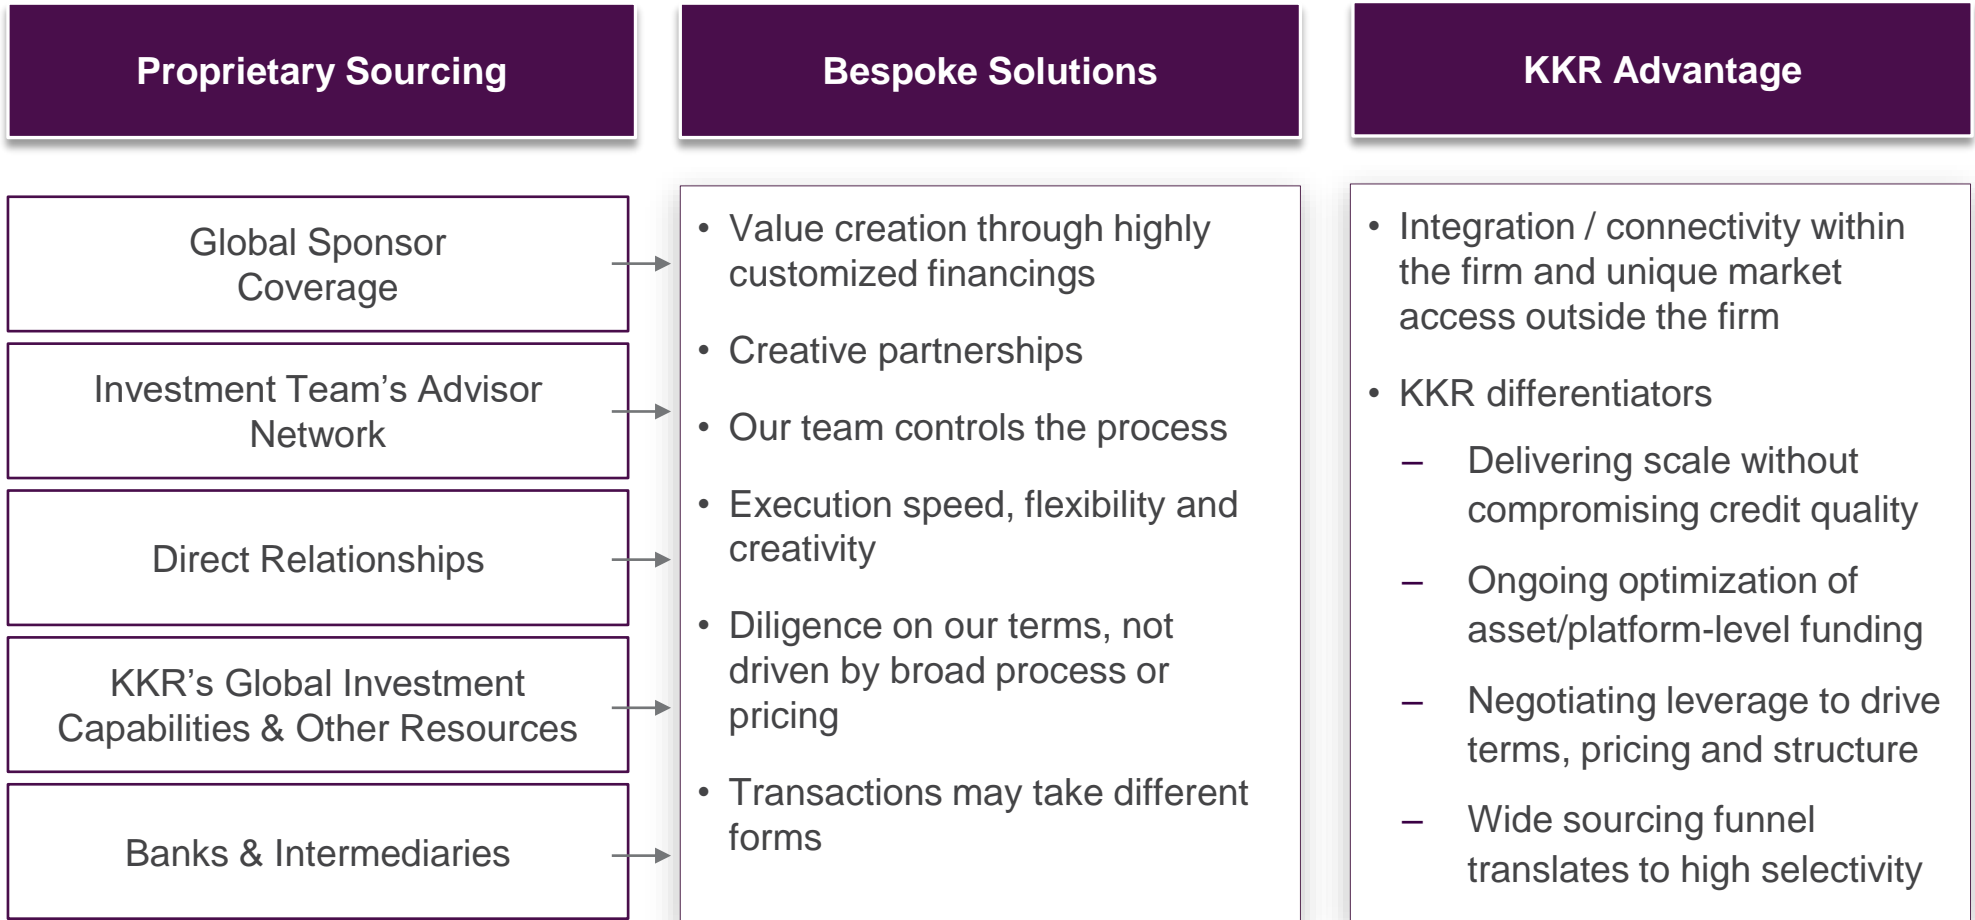 Proprietary Sourcing
Global Sponsor
Coverage
Investment Team’s Advisor
Network
Direct Relationships
KKR’s Global Investment
Capabilities & Other Resources
Banks & Intermediaries
Bespoke Solutions
• Value creation through highly
customized financings
• Creative partnerships
• Our team controls the process
• Execution speed, flexibility and
creativity
• Diligence on our terms, not
driven by broad process or
pricing
• Transactions may take different
forms
KKR Advantage
• Integration / connectivity within
the firm and unique market
access outside the firm
• KKR differentiators
– Delivering scale without
compromising credit quality
– Ongoing optimization of
asset/platform-level funding
– Negotiating leverage to drive
terms, pricing and structure
– Wide sourcing funnel
translates to high selectivity